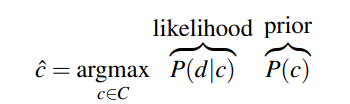 likelihood prior
ĉ = argmax P(d|c) P(c)
c∈C